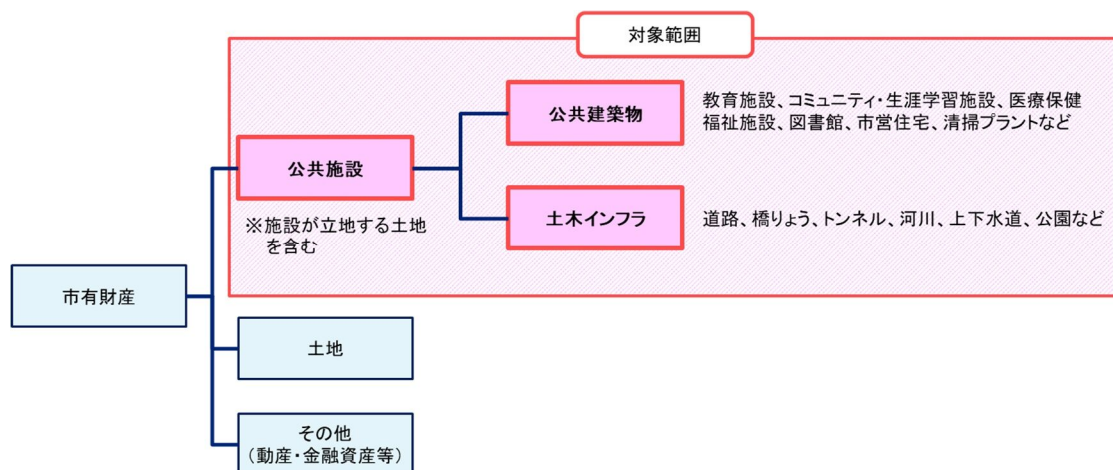 対象範囲
公共建築物
教育施設、コミュニティ・生涯学習施設、医療保健
福祉施設、図書館、市営住宅、清掃プラントなど
公共施設
※施設が立地する土地
を含む
土木インフラ
道路、橋りょう、トンネル、河川、上下水道、公園など
市有財産
土地
その他
（動産・金融資産等）